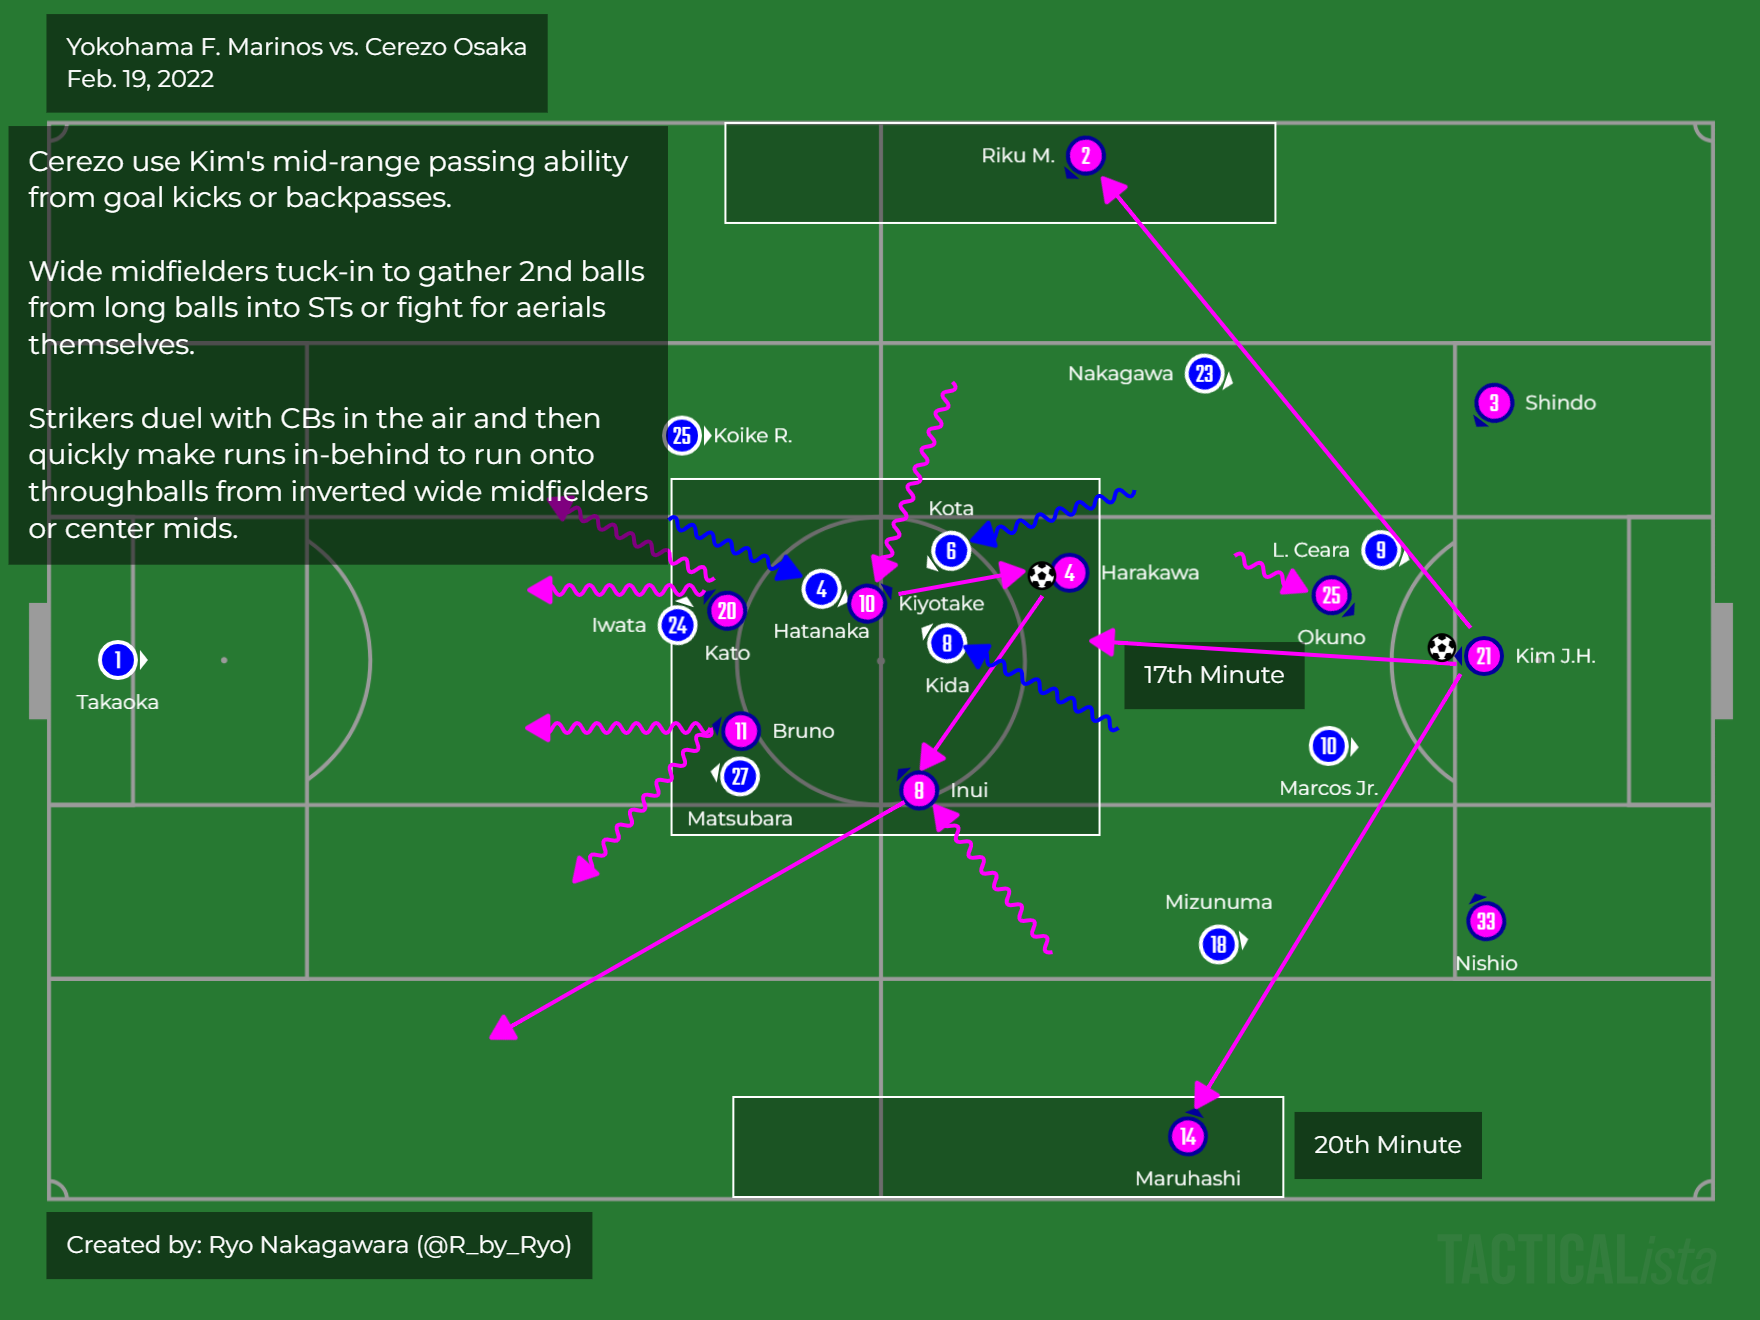 Yokohama F. Marinos vs. Cerezo Osaka
Feb. 19, 2022
Cerezo use Kim's mid-range passing ability
from goal kicks or backpasses.
Wide midfielders tuck-in to gather 2nd balls
from long balls into STs or fight for aerials
themselves.
Strikers duel with CBs in the air and then
quickly make runs in-behind to run onto
throughballs from inverted wide midfielders
or center mids.
Riku M. 2
Nakagawa 23
3 Shindo
25 Koike R.
Kota
6
L. Ceara 9
4 Harakawa
4
Hatanaka
10 Kiyotake
25
Okuno
20
Kato
Iwata 24
8
Kida
1
Takaoka
21 Kim J.H.
17th Minute
11 Bruno
27
Matsubara
10
Marcos Jr.
8 Inui
Mizunuma
18
33
Nishio
14
Maruhashi
20th Minute
Created by: Ryo Nakagawara (@R_by_Ryo)
TACTICALista